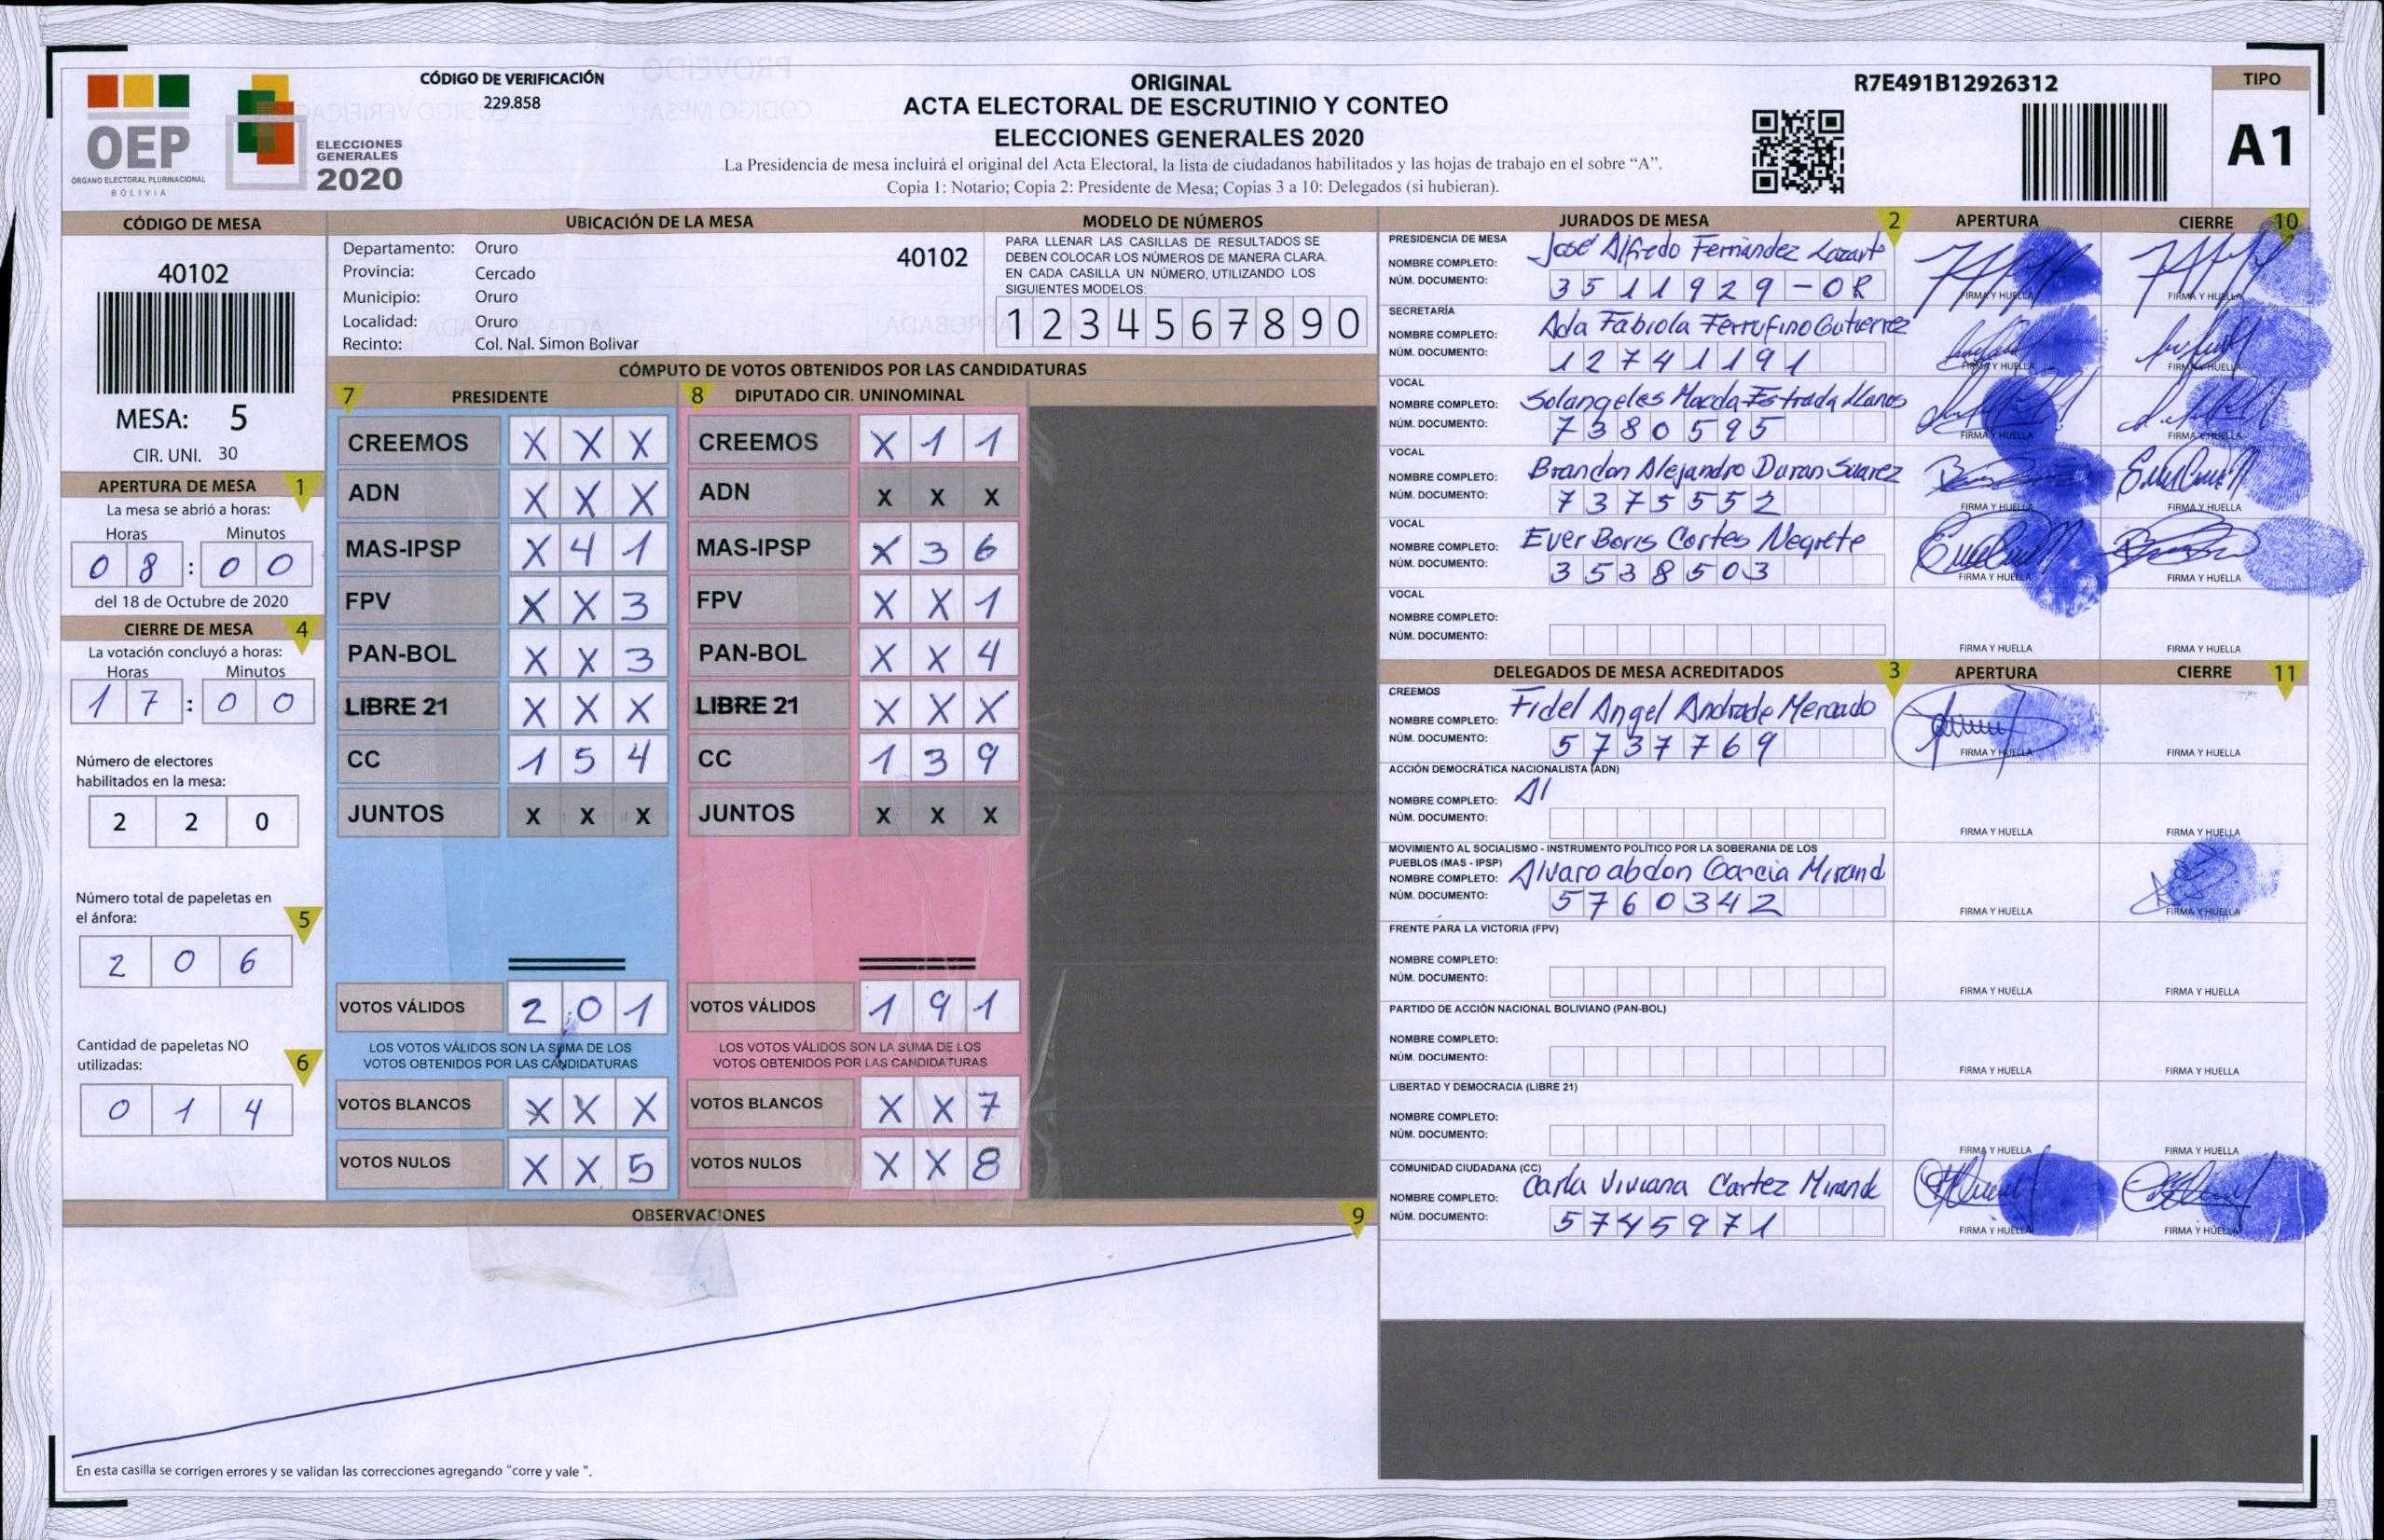 CÓDIGO DE VERIFICACIÓN
229.858
ORIGINAL
ACTA ELECTORAL DE ESCRUTINIO Y CONTEO
ELECCIONES GENERALES 2020
La Presidencia de mesa incluirá el original del Acta Electoral, la lista de ciudadanos habilitados y las hojas de trabajo en el sobre “A”.
Copia 1: Notario; Copia 2: Presidente de Mesa; Copias 3 a 10: Delegados (si hubieran).
R7E491B12926312
TIPO
A1
OEP
ÓRGANO ELECTORAL PLURINACIONAL
BOLIVIA
ELECCIONES
GENERALES
2020
CÓDIGO DE MESA
40102
MESA: 5
CIR. UNI. 30
APERTURA DE MESA 1
La mesa se abrió a horas:
Horas Minutos
0 8 : 0 0
del 18 de Octubre de 2020
CIERRE DE MESA 4
La votación concluyó a horas:
Horas Minutos
1 7 : 0 0
Número de electores
habilitados en la mesa:
2 2 0
Número total de papeletas en
el ánfora: 5
2 0 6
Cantidad de papeletas NO
utilizadas: 6
0 1 4
UBICACIÓN DE LA MESA
Departamento: Oruro
40102
Provincia: Cercado
Municipio: Oruro
Localidad: Oruro
Recinto: Col. Nal. Simon Bolivar
MODELO DE NÚMEROS
PARA LLENAR LAS CASILLAS DE RESULTADOS SE
DEBEN COLOCAR LOS NÚMEROS DE MANERA CLARA.
EN CADA CASILLA UN NÚMERO, UTILIZANDO LOS
SIGUIENTES MODELOS:
1 2 3 4 5 6 7 8 9 0
CÓMPUTO DE VOTOS OBTENIDOS POR LAS CANDIDATURAS
7 PRESIDENTE
CREEMOS X X X
ADN X X X
MAS-IPSP X 4 1
FPV X X 3
PAN-BOL X X 3
LIBRE 21 X X X
CC 1 5 4
JUNTOS X X X
VOTOS VÁLIDOS 2 0 1
LOS VOTOS VÁLIDOS SON LA SUMA DE LOS
VOTOS OBTENIDOS POR LAS CANDIDATURAS
VOTOS BLANCOS X X X
VOTOS NULOS X X 5
8 DIPUTADO CIR. UNINOMINAL
CREEMOS X 1 1
ADN X X X
MAS-IPSP X 3 6
FPV X X 1
PAN-BOL X X 4
LIBRE 21 X X X
CC 1 3 9
JUNTOS X X X
VOTOS VÁLIDOS 1 9 1
LOS VOTOS VÁLIDOS SON LA SUMA DE LOS
VOTOS OBTENIDOS POR LAS CANDIDATURAS
VOTOS BLANCOS X X 7
VOTOS NULOS X X 8
OBSERVACIONES 9
En esta casilla se corrigen errores y se validan las correcciones agregando "corre y vale ".
JURADOS DE MESA 2 APERTURA CIERRE 10
PRESIDENCIA DE MESA
NOMBRE COMPLETO: José Alfredo Fernández Lazarte
NÚM. DOCUMENTO: 3511929-OR
FIRMA Y HUELLA FIRMA Y HUELLA
SECRETARÍA
NOMBRE COMPLETO: Ada Fabiola Ferrufino Gutierrez
NÚM. DOCUMENTO: 12741191
FIRMA Y HUELLA FIRMA Y HUELLA
VOCAL
NOMBRE COMPLETO: Solangeles Magda Estrada Llanos
NÚM. DOCUMENTO: 7380595
FIRMA Y HUELLA FIRMA Y HUELLA
VOCAL
NOMBRE COMPLETO: Brandon Alejandro Duran Suarez
NÚM. DOCUMENTO: 7375552
FIRMA Y HUELLA FIRMA Y HUELLA
VOCAL
NOMBRE COMPLETO: Ever Boris Cortes Negrete
NÚM. DOCUMENTO: 3538503
FIRMA Y HUELLA FIRMA Y HUELLA
VOCAL
NOMBRE COMPLETO:
NÚM. DOCUMENTO:
FIRMA Y HUELLA FIRMA Y HUELLA
DELEGADOS DE MESA ACREDITADOS 3 APERTURA CIERRE 11
CREEMOS
NOMBRE COMPLETO: Fidel Angel Andrade Mercado
NÚM. DOCUMENTO: 5737769
FIRMA Y HUELLA FIRMA Y HUELLA
ACCIÓN DEMOCRÁTICA NACIONALISTA (ADN)
NOMBRE COMPLETO: Al
NÚM. DOCUMENTO:
FIRMA Y HUELLA FIRMA Y HUELLA
MOVIMIENTO AL SOCIALISMO - INSTRUMENTO POLÍTICO POR LA SOBERANIA DE LOS
PUEBLOS (MAS - IPSP)
NOMBRE COMPLETO: Alvaro abdon Garcia Mirand
NÚM. DOCUMENTO: 5760342
FIRMA Y HUELLA FIRMA Y HUELLA
FRENTE PARA LA VICTORIA (FPV)
NOMBRE COMPLETO:
NÚM. DOCUMENTO:
FIRMA Y HUELLA FIRMA Y HUELLA
PARTIDO DE ACCIÓN NACIONAL BOLIVIANO (PAN-BOL)
NOMBRE COMPLETO:
NÚM. DOCUMENTO:
FIRMA Y HUELLA FIRMA Y HUELLA
LIBERTAD Y DEMOCRACIA (LIBRE 21)
NOMBRE COMPLETO:
NÚM. DOCUMENTO:
FIRMA Y HUELLA FIRMA Y HUELLA
COMUNIDAD CIUDADANA (CC)
NOMBRE COMPLETO: Carla Viviana Cartez Mirand
NÚM. DOCUMENTO: 5745971
FIRMA Y HUELLA FIRMA Y HUELLA